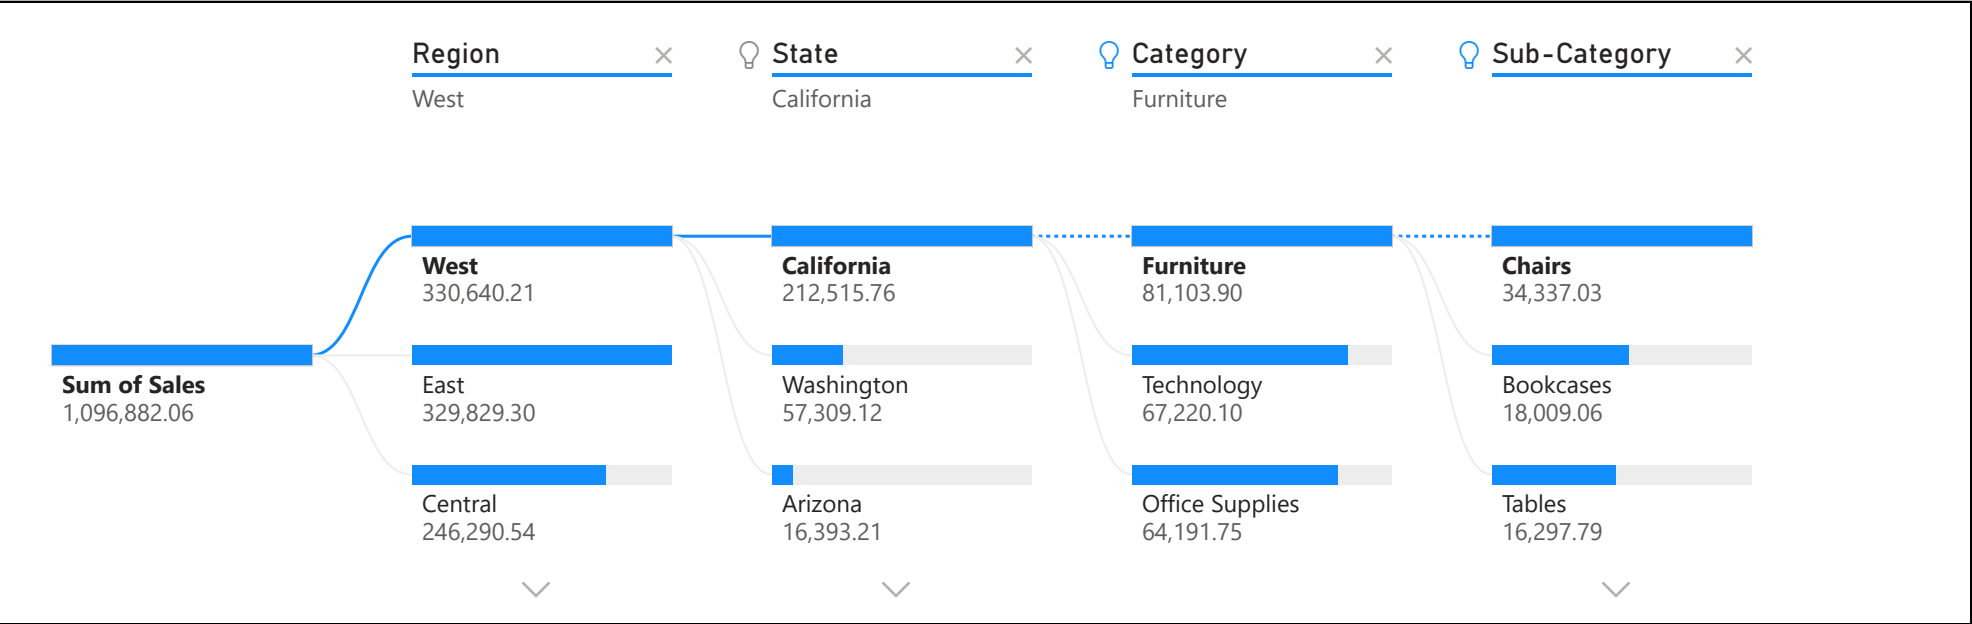 Region
State
Category
Sub-Category
West
California
Furniture
West
330,640.21
California
212,515.76
Furniture
81,103.90
Chairs
34,337.03
Sum of Sales
1,096,882.06
East
329,829.30
Washington
57,309.12
Technology
67,220.10
Bookcases
18,009.06
Central
246,290.54
Arizona
16,393.21
Office Supplies
64,191.75
Tables
16,297.79